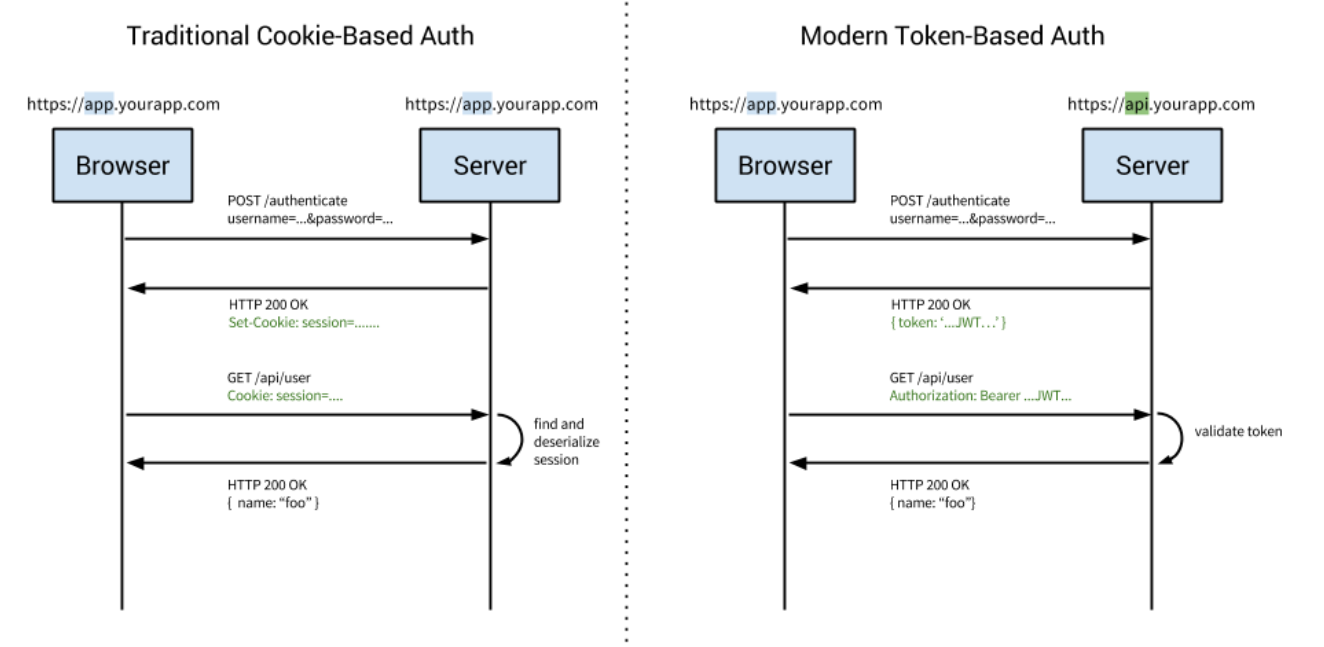 Traditional Cookie-Based Auth
https://app.yourapp.com
https://app.yourapp.com
Browser
Server
POST /authenticate
username=...&password=...
HTTP 200 OK
Set-Cookie: session=.......
GET /api/user
Cookie: session=....
find and
deserialize
session
HTTP 200 OK
{ name: “foo” }
Modern Token-Based Auth
https://app.yourapp.com
https://api.yourapp.com
Browser
Server
POST /authenticate
username=...&password=...
HTTP 200 OK
{ token: ‘...JWT...’ }
GET /api/user
Authorization: Bearer ...JWT...
validate token
HTTP 200 OK
{ name: “foo”}